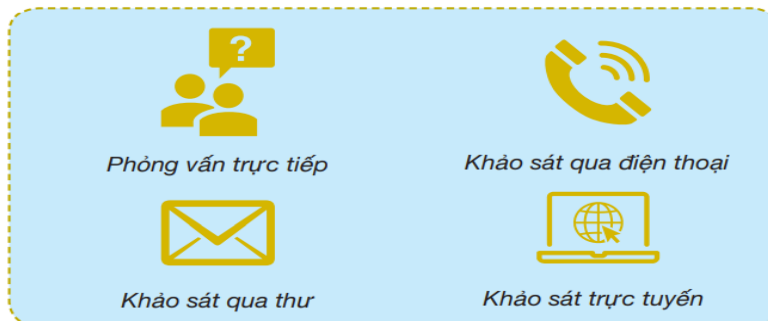 ?
Phỏng vấn trực tiếp
Khảo sát qua điện thoại
Khảo sát qua thư
Khảo sát trực tuyến